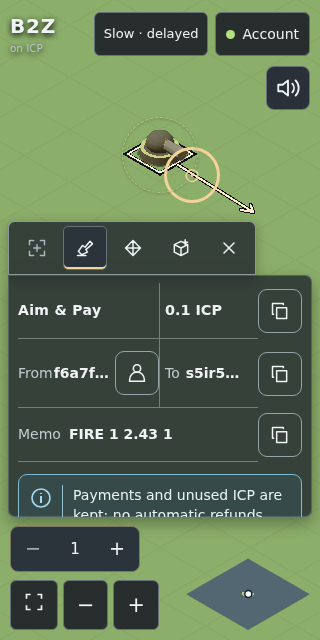 B2Z
on ICP
Slow · delayed
Account
Aim & Pay
0.1 ICP
From f6a7f...
To s5ir5...
Memo FIRE 1 2.43 1
Payments and unused ICP are
kept; no automatic refunds
− 1 +
− +